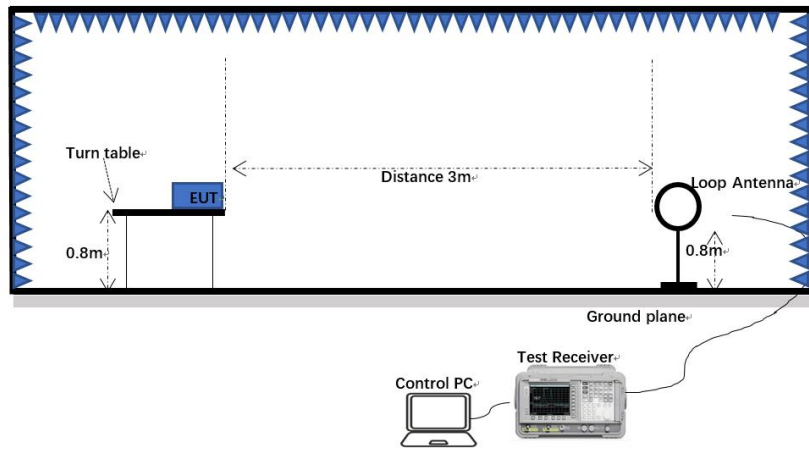 Turn table
EUT
Distance 3m
Loop Antenna
0.8m
0.8m
Ground plane
Test Receiver
Control PC